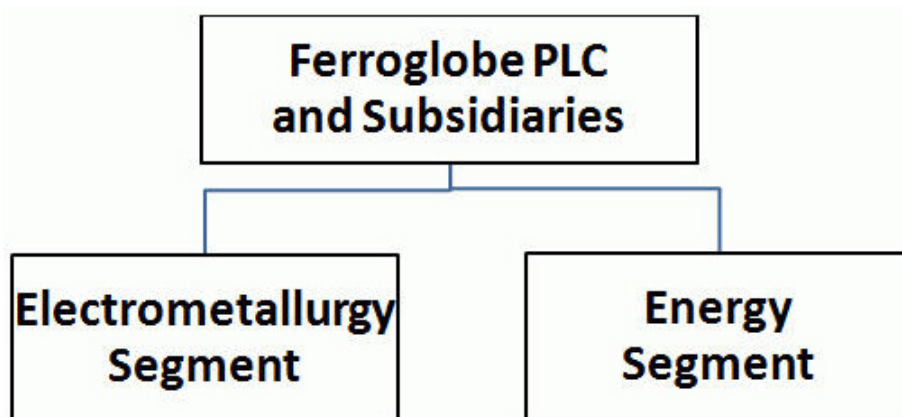 Ferroglobe PLC
and Subsidiaries
Electrometallurgy
Segment
Energy
Segment